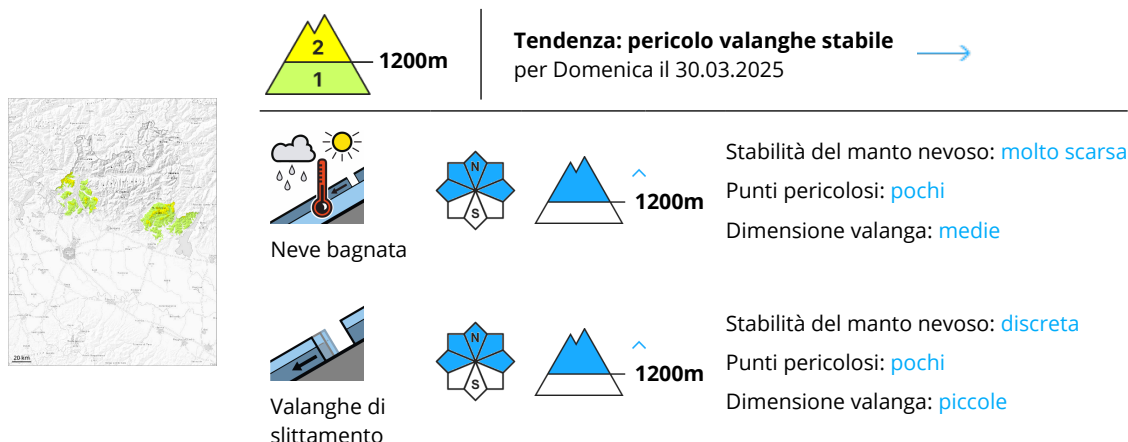 2
1
1200m
Tendenza: pericolo valanghe stabile
per Domenica il 30.03.2025
20 km
Neve bagnata
N
S
1200m
Stabilità del manto nevoso: molto scarsa
Punti pericolosi: pochi
Dimensione valanga: medie
Valanghe di
slittamento
N
S
1200m
Stabilità del manto nevoso: discreta
Punti pericolosi: pochi
Dimensione valanga: piccole